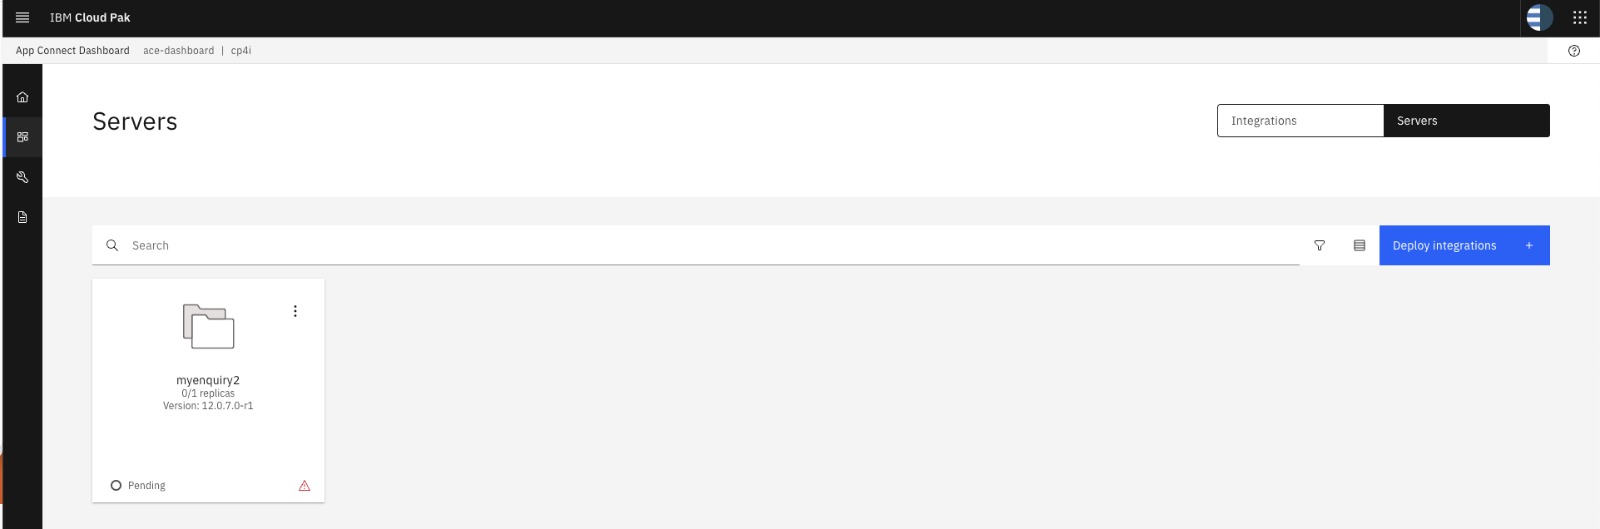 IBM Cloud Pak
App Connect Dashboard ace-dashboard | cp4i
Servers
Integrations
Servers
Search
Deploy integrations +
myenquiry2
0/1 replicas
Version: 12.0.7.0-r1
Pending